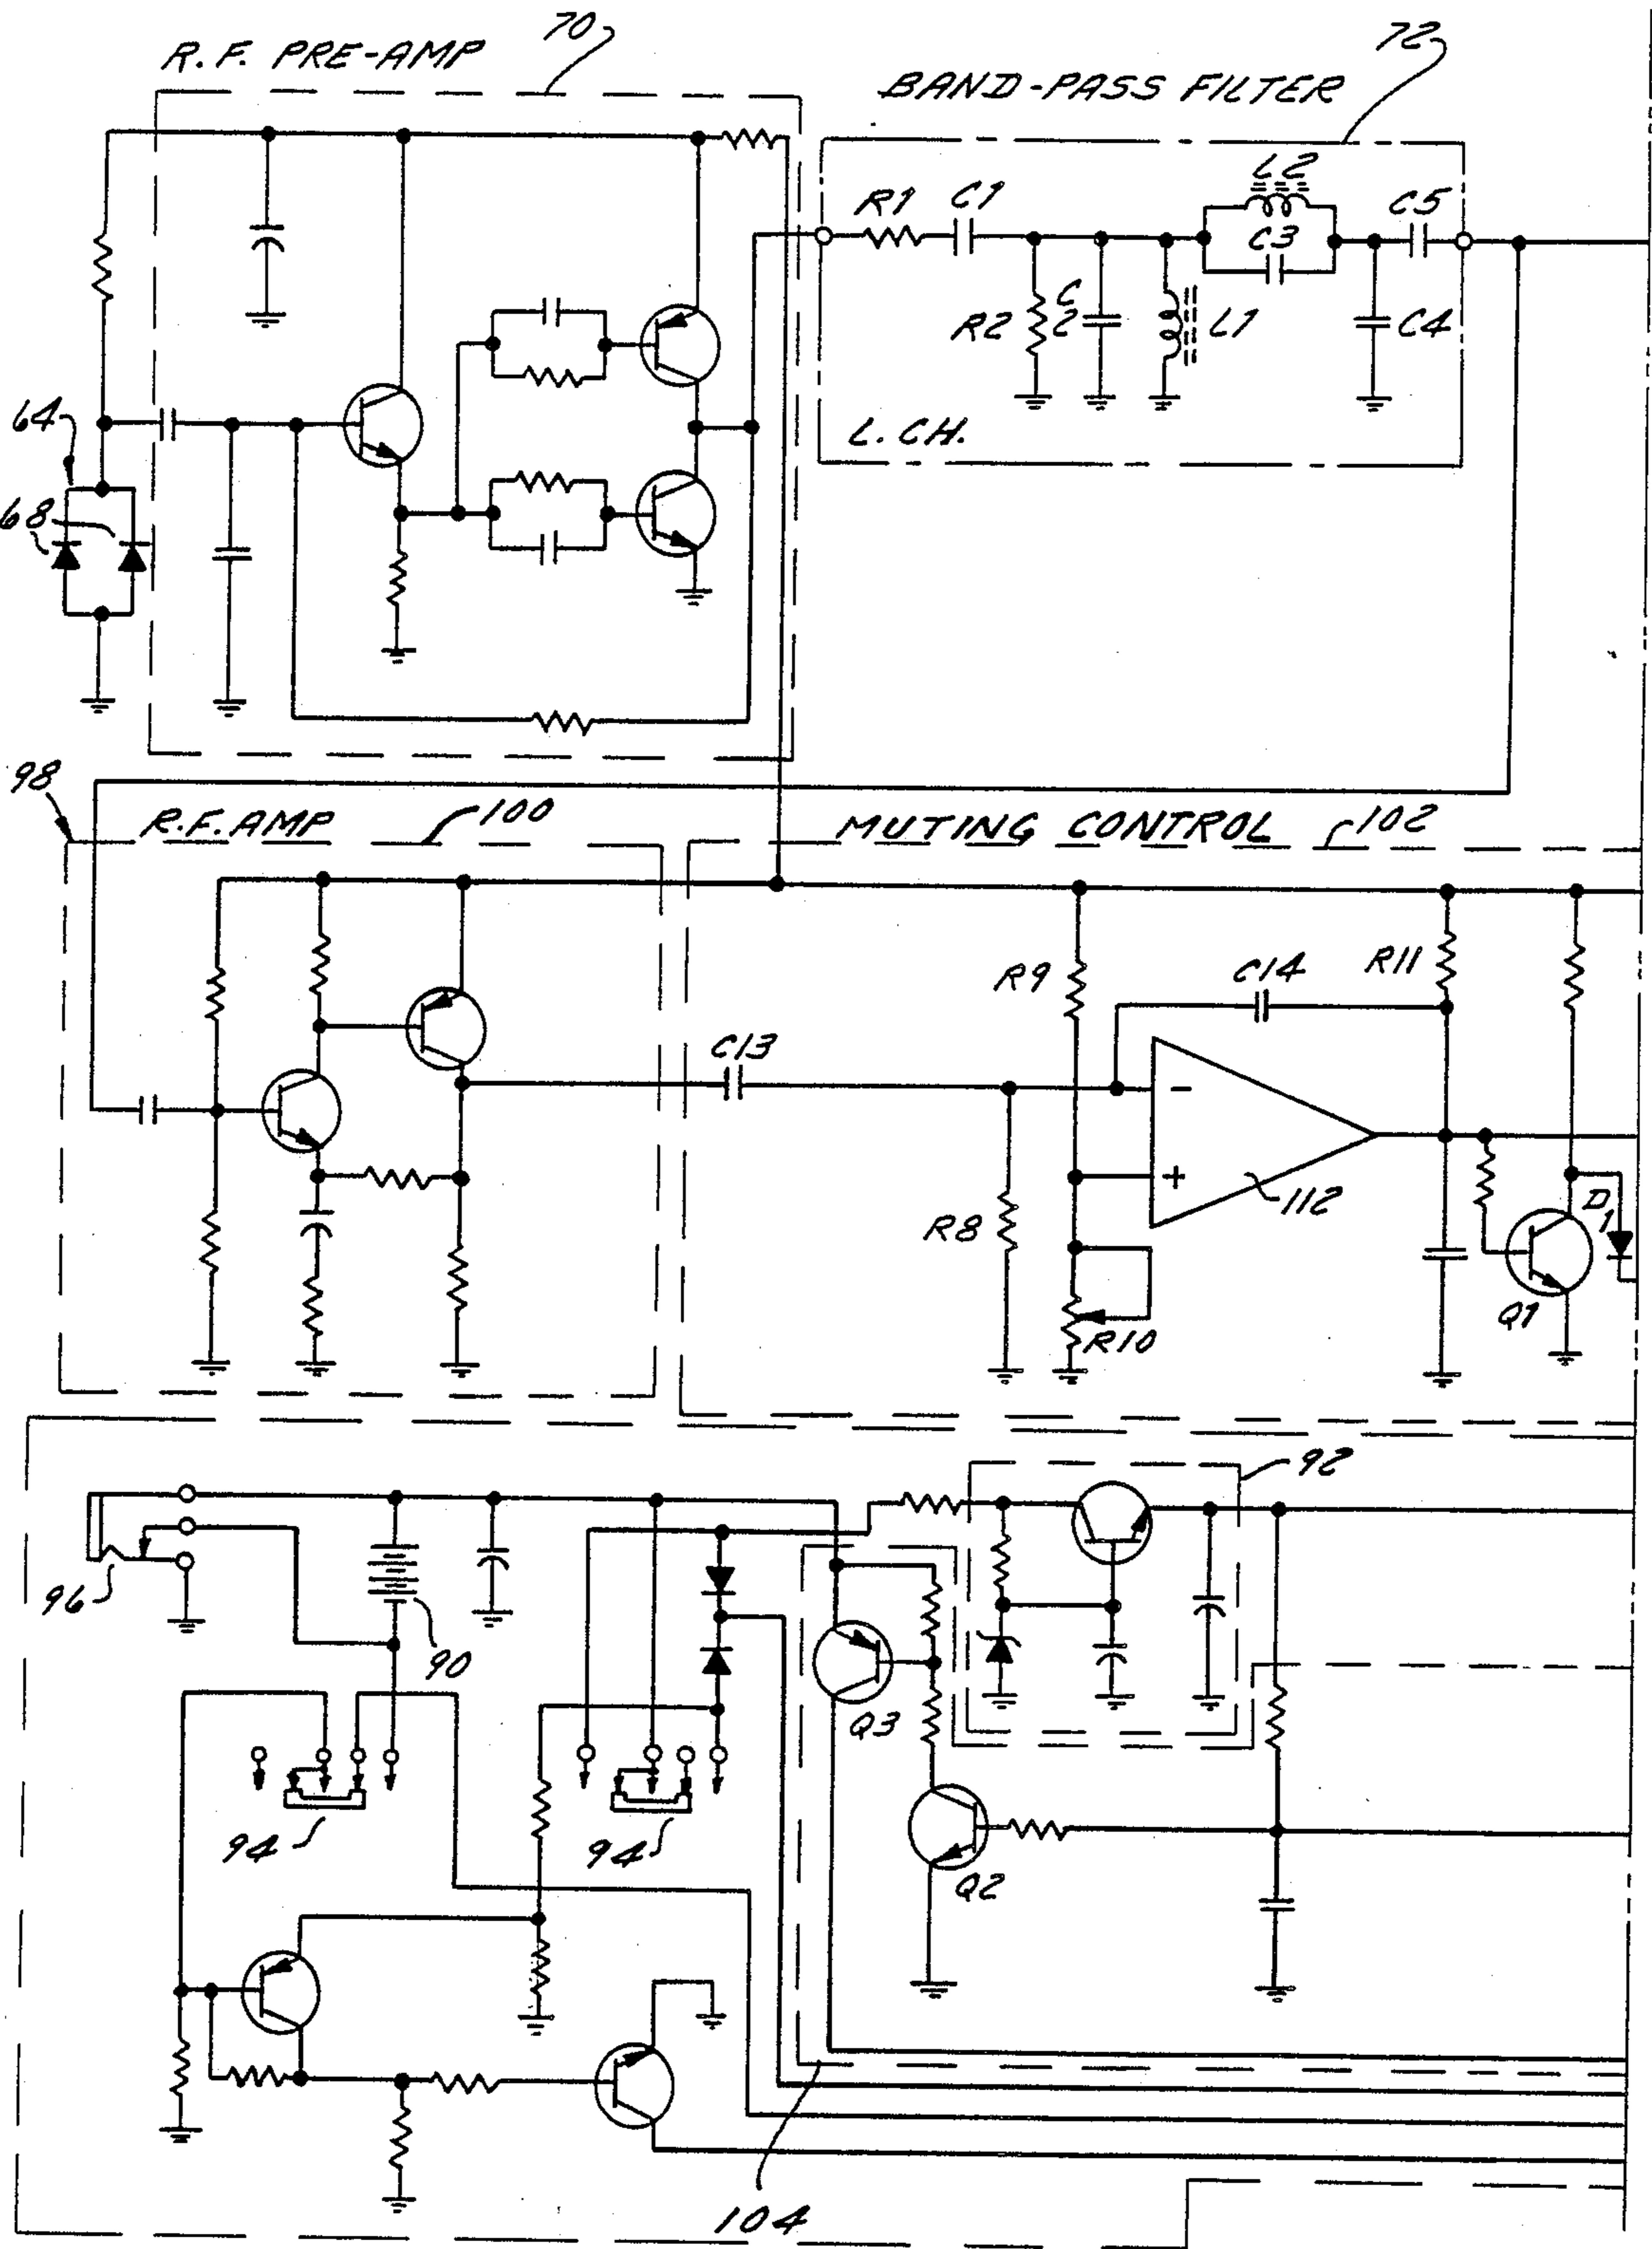 R.F. PRE-AMP
70
72
BAND-PASS FILTER
R1
C1
L2
C3
C5
R2
C
2
L1
C4
L. CH.
64
68
98
R.F. AMP
100
MUTING CONTROL
102
R9
C14
R11
C13
-
+
112
R8
R10
D
1
Q1
92
96
90
Q3
94
94
Q2
104